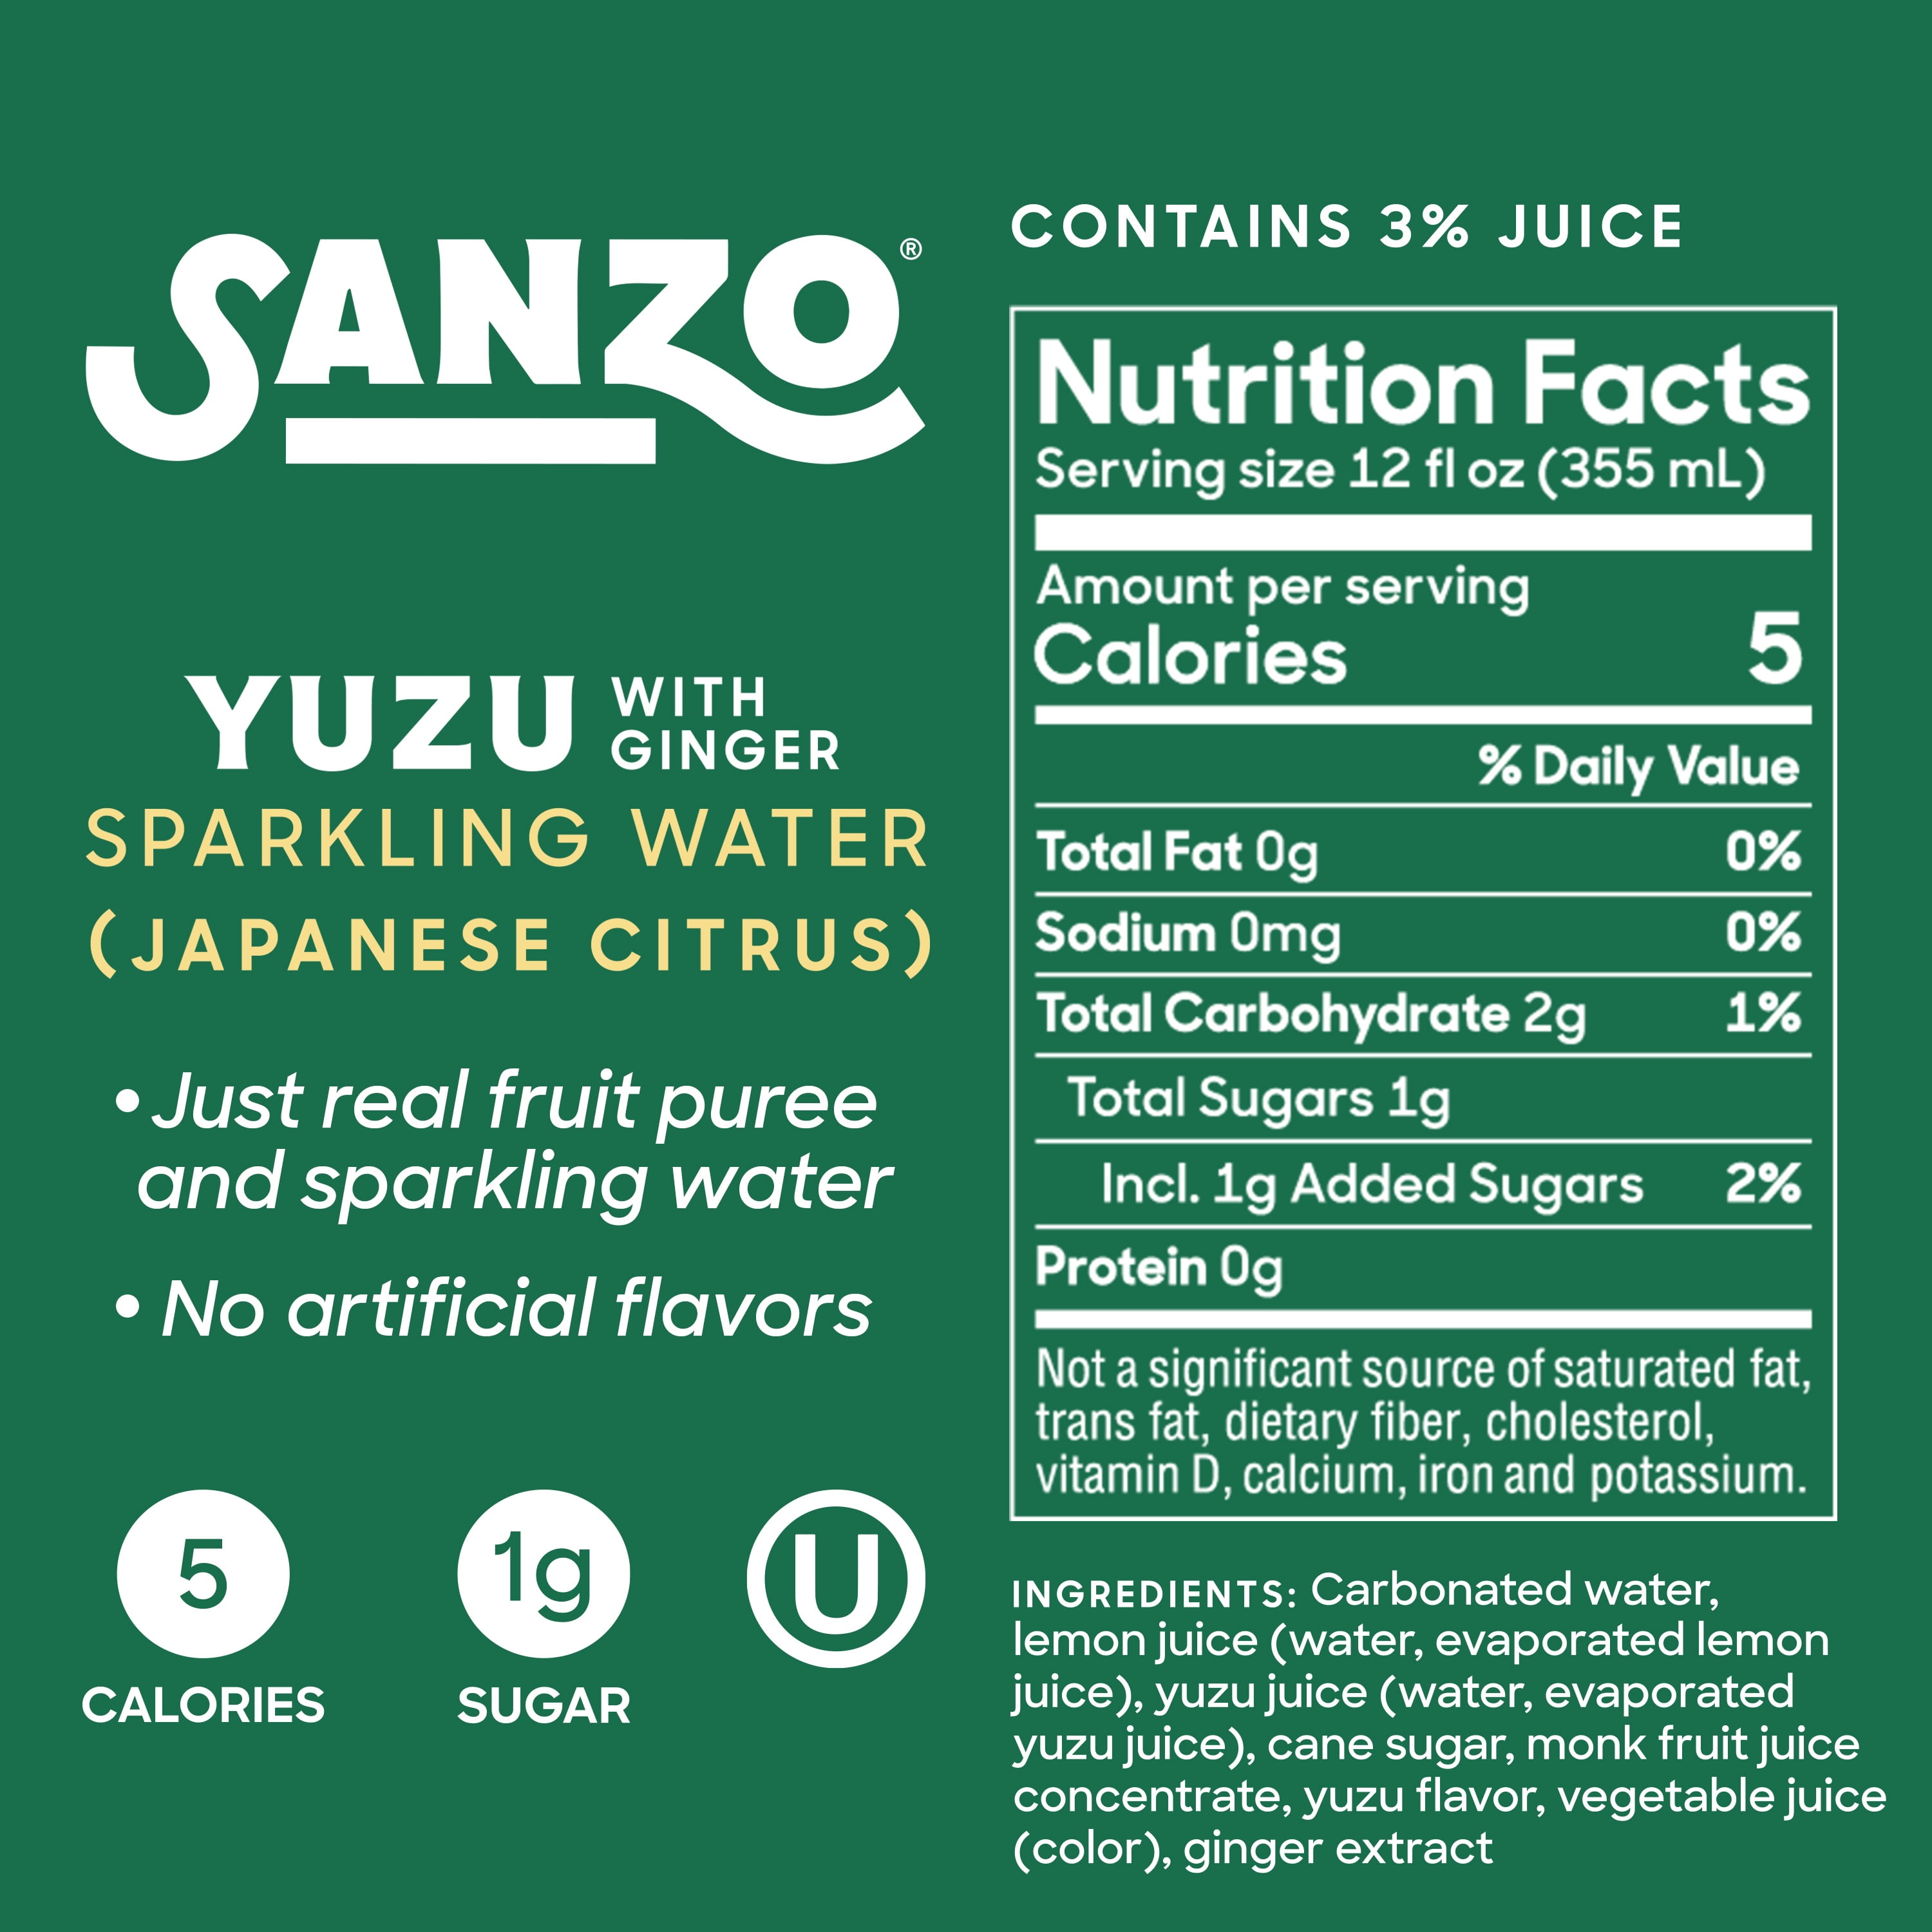 SANZO®
YUZU WITH
GINGER
SPARKLING WATER
(JAPANESE CITRUS)
• Just real fruit puree
and sparkling water
• No artificial flavors
5
CALORIES
1g
SUGAR
U
CONTAINS 3% JUICE
Nutrition Facts
Serving size 12 fl oz (355 mL)
Amount per serving
Calories 5
% Daily Value
Total Fat 0g 0%
Sodium 0mg 0%
Total Carbohydrate 2g 1%
Total Sugars 1g
Incl. 1g Added Sugars 2%
Protein 0g
Not a significant source of saturated fat,
trans fat, dietary fiber, cholesterol,
vitamin D, calcium, iron and potassium.
INGREDIENTS: Carbonated water,
lemon juice (water, evaporated lemon
juice), yuzu juice (water, evaporated
yuzu juice), cane sugar, monk fruit juice
concentrate, yuzu flavor, vegetable juice
(color), ginger extract